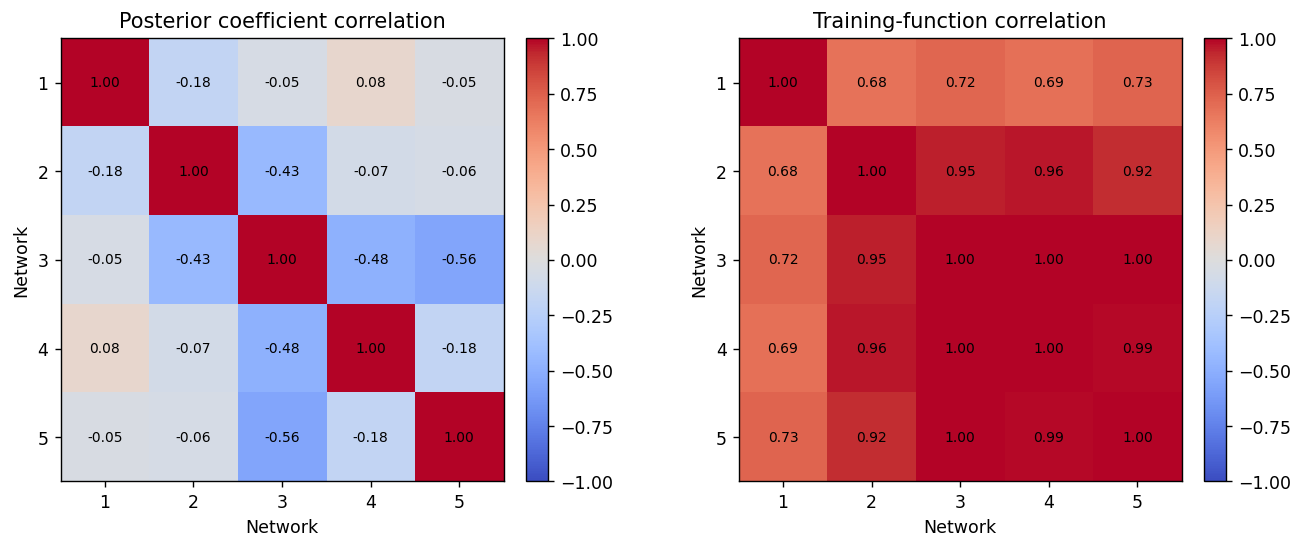 Posterior coefficient correlation
Network
1 1.00 -0.18 -0.05 0.08 -0.05
2 -0.18 1.00 -0.43 -0.07 -0.06
3 -0.05 -0.43 1.00 -0.48 -0.56
4 0.08 -0.07 -0.48 1.00 -0.18
5 -0.05 -0.06 -0.56 -0.18 1.00
1 2 3 4 5
Network
1.00
0.75
0.50
0.25
0.00
−0.25
−0.50
−0.75
−1.00
Training-function correlation
Network
1 1.00 0.68 0.72 0.69 0.73
2 0.68 1.00 0.95 0.96 0.92
3 0.72 0.95 1.00 1.00 1.00
4 0.69 0.96 1.00 1.00 0.99
5 0.73 0.92 1.00 0.99 1.00
1 2 3 4 5
Network
1.00
0.75
0.50
0.25
0.00
−0.25
−0.50
−0.75
−1.00